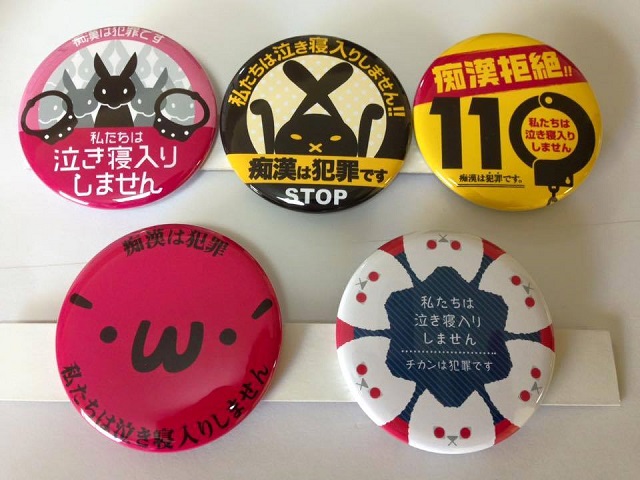 痴漢は犯罪です
私たちは
泣き寝入り
しません
私たちは泣き寝入りしません!!
痴漢は犯罪です
STOP
痴漢拒絶!!
110
私たちは
泣き寝入り
しません
痴漢は犯罪です。
痴漢は犯罪
私たちは泣き寝入りしません
私たちは
泣き寝入り
しません
チカンは犯罪です